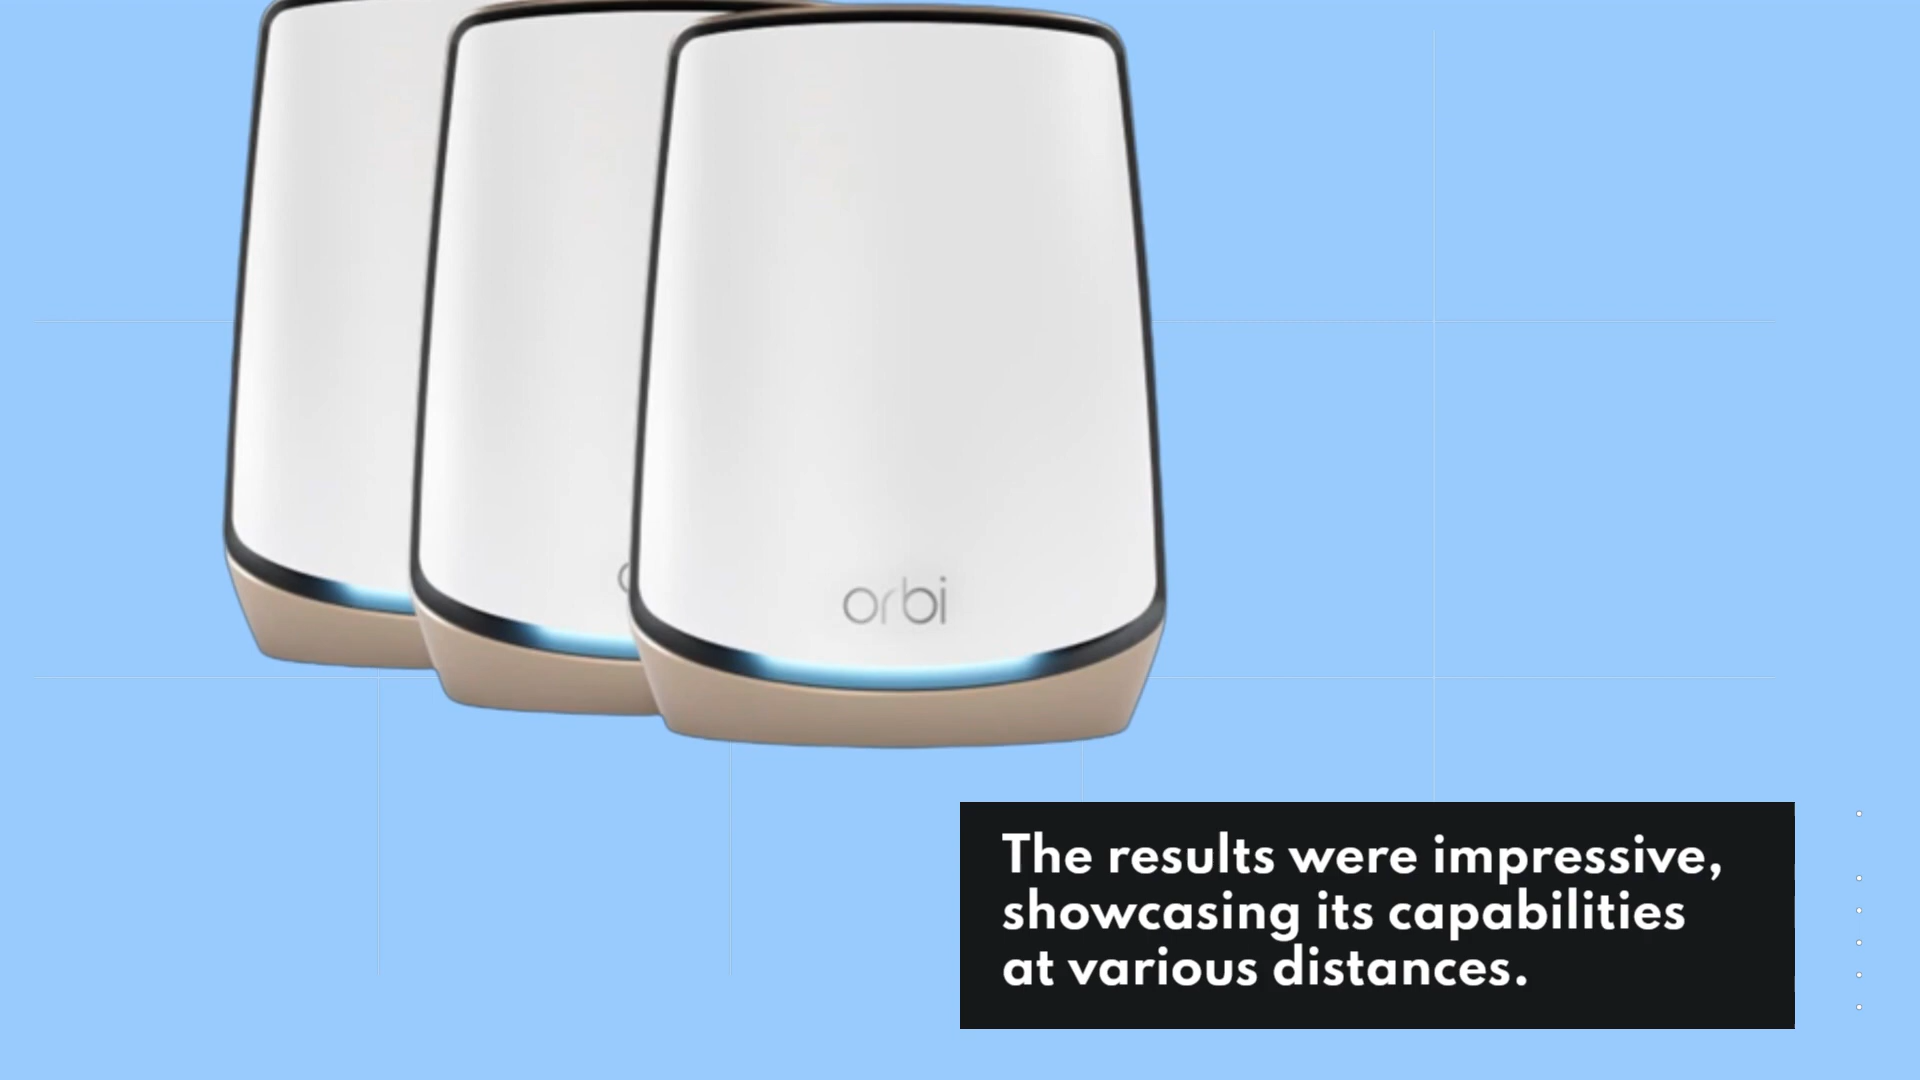 orbi
The results were impressive,
showcasing its capabilities
at various distances.